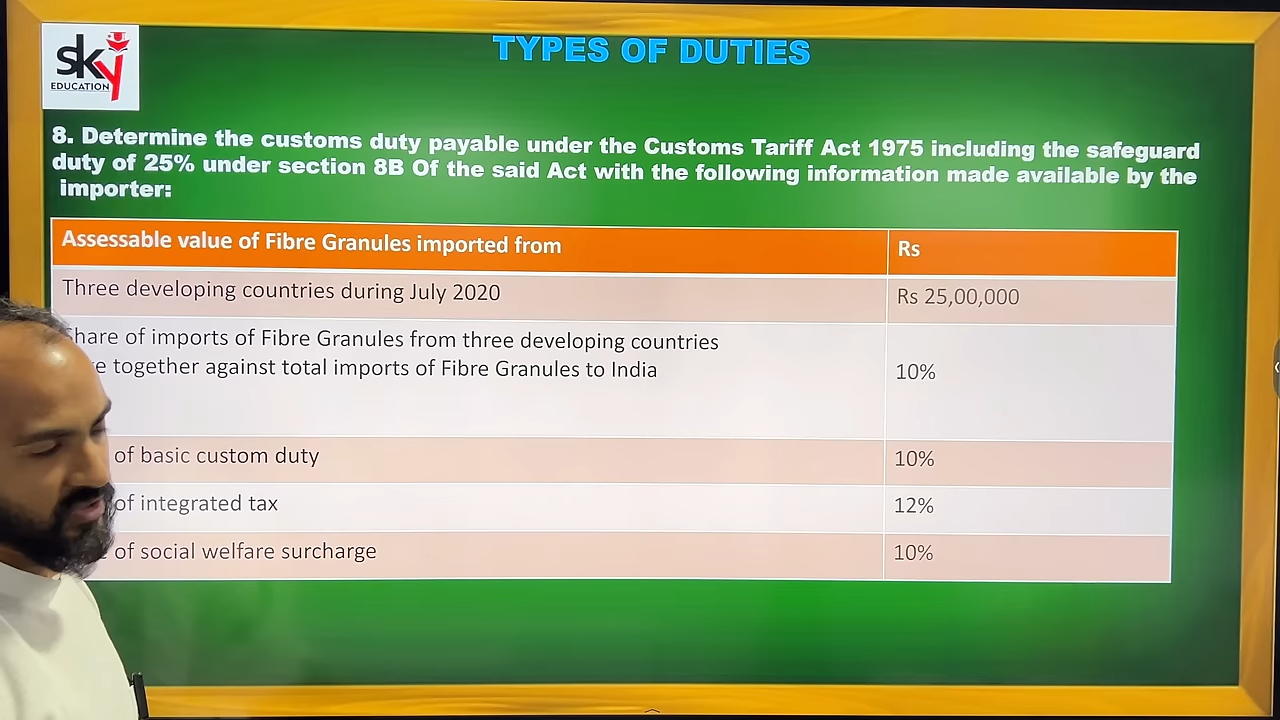 sky
EDUCATION
TYPES OF DUTIES
8. Determine the customs duty payable under the Customs Tariff Act 1975 including the safeguard
duty of 25% under section 8B Of the said Act with the following information made available by the
importer:
Assessable value of Fibre Granules imported from Rs
Three developing countries during July 2020 Rs 25,00,000
Share of imports of Fibre Granules from three developing countries
together against total imports of Fibre Granules to India 10%
of basic custom duty 10%
of integrated tax 12%
of social welfare surcharge 10%